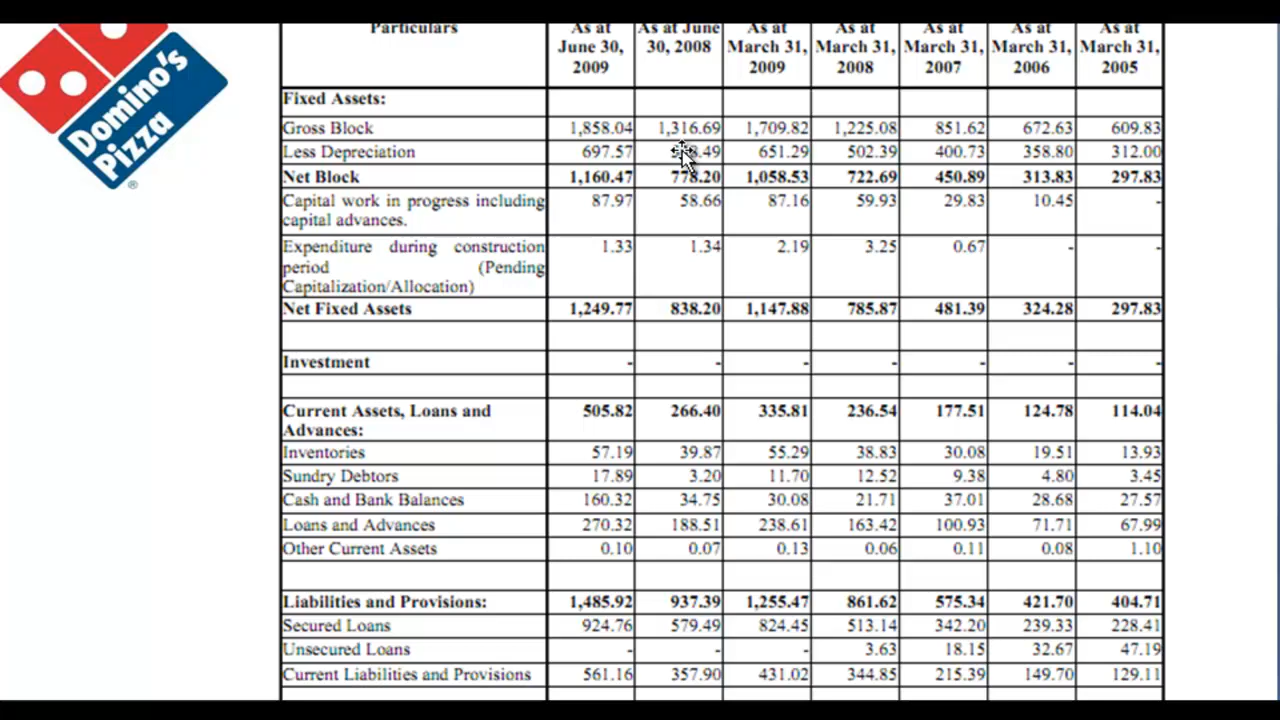 Domino's
Pizza
®
Particulars As at As at June As at As at As at As at As at
June 30, 30, 2008 March 31, March 31, March 31, March 31, March 31,
2009 2009 2008 2007 2006 2005
Fixed Assets:
Gross Block 1,858.04 1,316.69 1,709.82 1,225.08 851.62 672.63 609.83
Less Depreciation 697.57 651.29 502.39 400.73 358.80 312.00
Net Block 1,160.47 778.20 1,058.53 722.69 450.89 313.83 297.83
Capital work in progress including 87.97 58.66 87.16 59.93 29.83 10.45 -
capital advances.
Expenditure during construction 1.33 1.34 2.19 3.25 0.67 - -
period (Pending
Capitalization/Allocation)
Net Fixed Assets 1,249.77 838.20 1,147.88 785.87 481.39 324.28 297.83
Investment - - - - - - -
Current Assets, Loans and 505.82 266.40 335.81 236.54 177.51 124.78 114.04
Advances:
Inventories 57.19 39.87 55.29 38.83 30.08 19.51 13.93
Sundry Debtors 17.89 3.20 11.70 12.52 9.38 4.80 3.45
Cash and Bank Balances 160.32 34.75 30.08 21.71 37.01 28.68 27.57
Loans and Advances 270.32 188.51 238.61 163.42 100.93 71.71 67.99
Other Current Assets 0.10 0.07 0.13 0.06 0.11 0.08 1.10
Liabilities and Provisions: 1,485.92 937.39 1,255.47 861.62 575.34 421.70 404.71
Secured Loans 924.76 579.49 824.45 513.14 342.20 239.33 228.41
Unsecured Loans - - - 3.63 18.15 32.67 47.19
Current Liabilities and Provisions 561.16 357.90 431.02 344.85 215.39 149.70 129.11